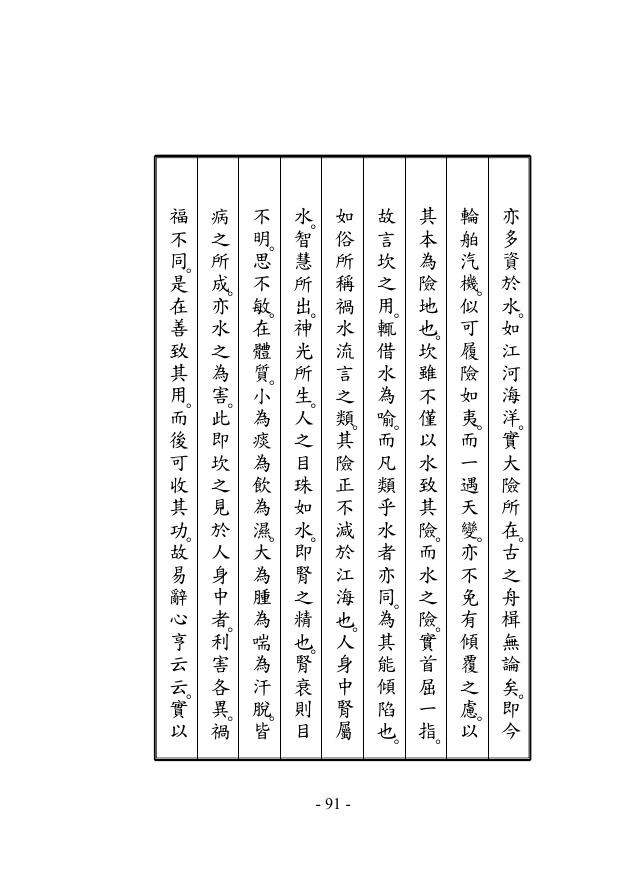 亦多資於水。如江河海洋。實大險所在。古之舟楫無論矣。即今
輪舶汽機。似可履險如夷。而一遇天變。亦不免有傾覆之慮。以
其本為險地也。坎雖不僅以水致其險。而水之險。實首屈一指。
故言坎之用。輒借水為喻。而凡類乎水者亦同。為其能傾陷也。
如俗所稱禍水流言之類。其險正不減於江海也。人身中腎屬
水。智慧所出。神光所生。人之目珠如水。即腎之精也。腎衰則目
不明。思不敏。在體質。小為痰為飲為濕。大為腫為喘為汗脫。皆
病之所成。亦水之為害。此即坎之見於人身中者。利害各異。禍
福不同。是在善致其用。而後可收其功。故易辭心亨云云。實以
- 91 -